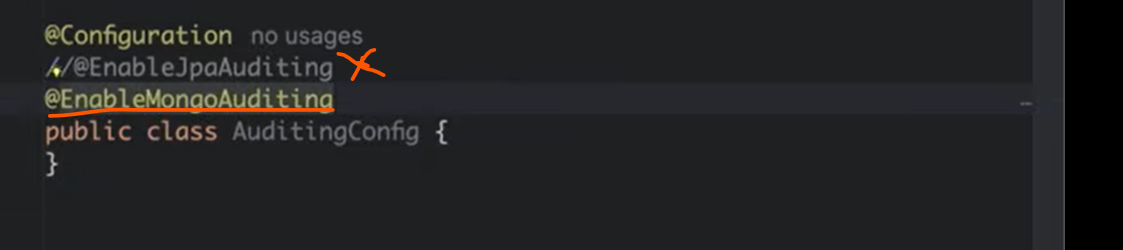 @Configuration no usages
//@EnableJpaAuditing
@EnableMongoAuditing
public class AuditingConfig {
}